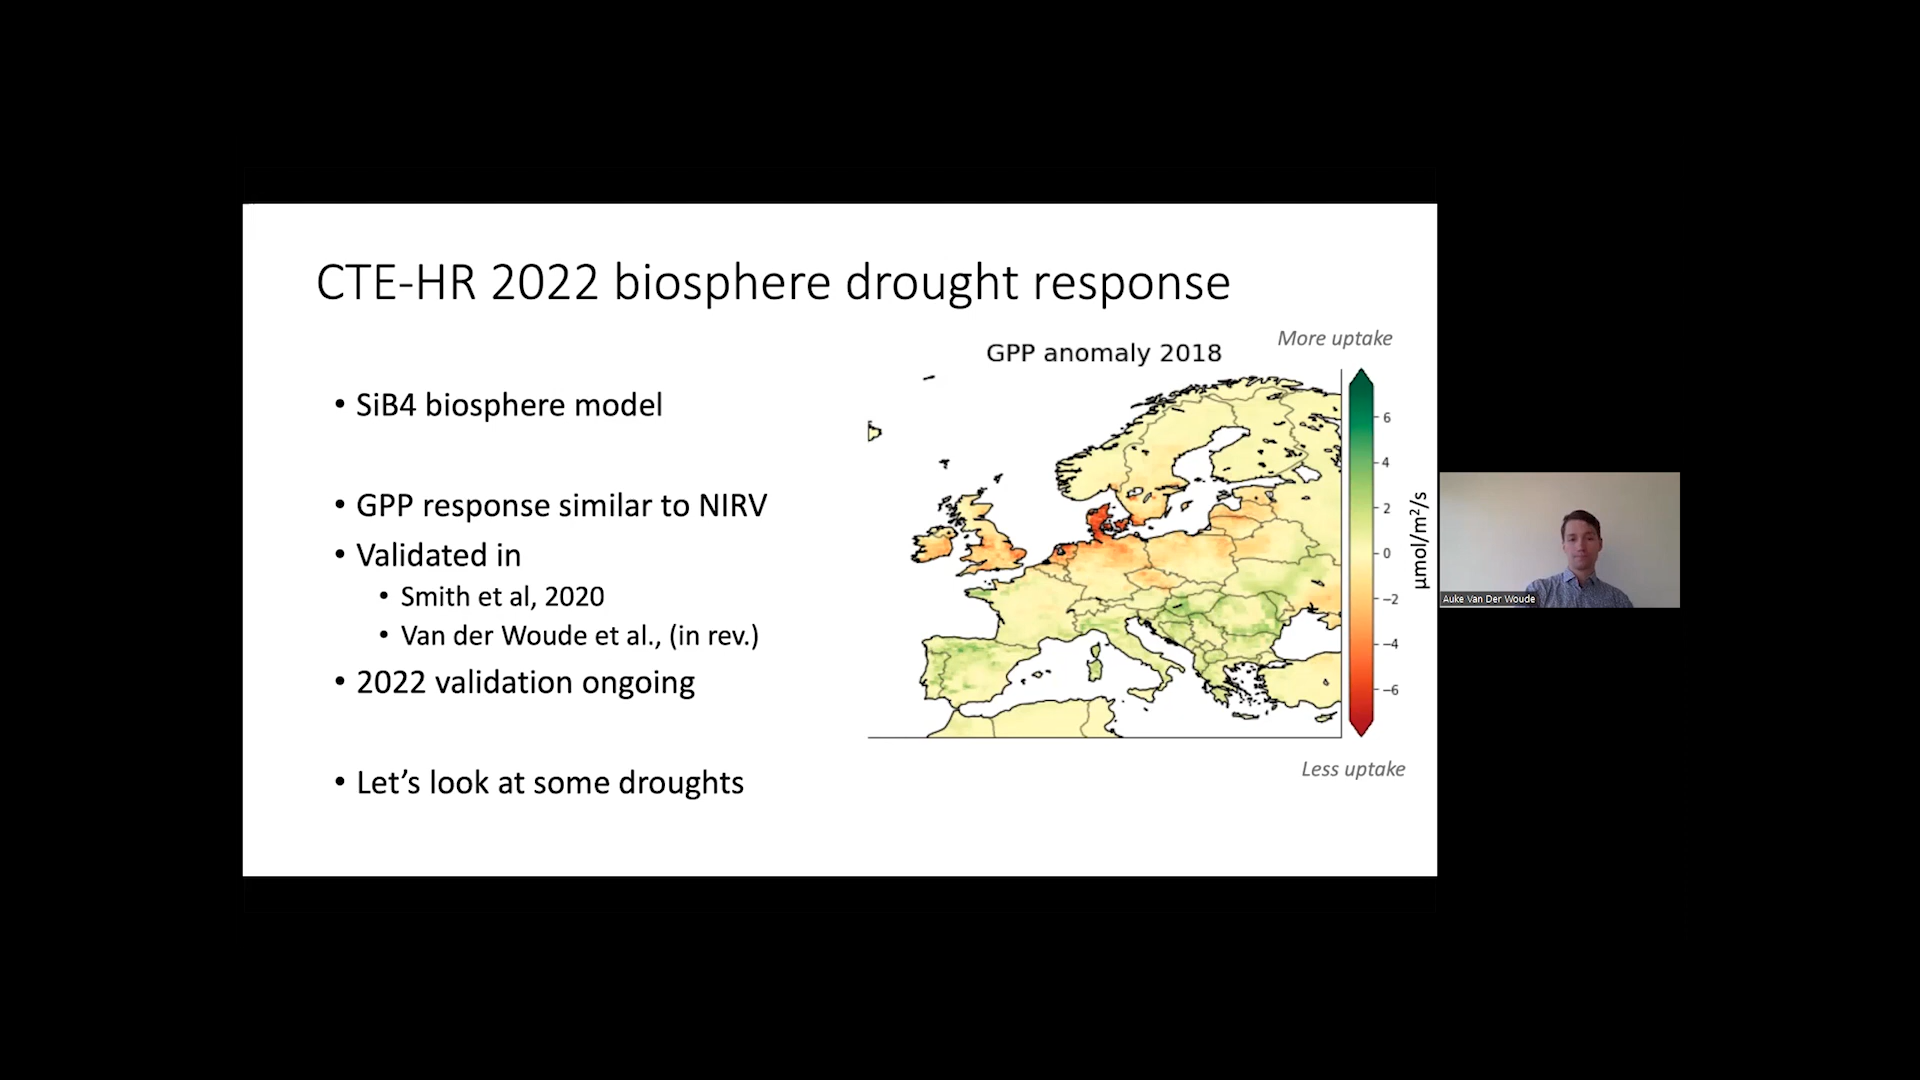 CTE-HR 2022 biosphere drought response
• SiB4 biosphere model
• GPP response similar to NIRV
• Validated in
• Smith et al, 2020
• Van der Woude et al., (in rev.)
• 2022 validation ongoing
• Let’s look at some droughts
GPP anomaly 2018
More uptake
6
4
2
0
−2
−4
−6
µmol/m²/s
Less uptake
Auke Van Der Woude